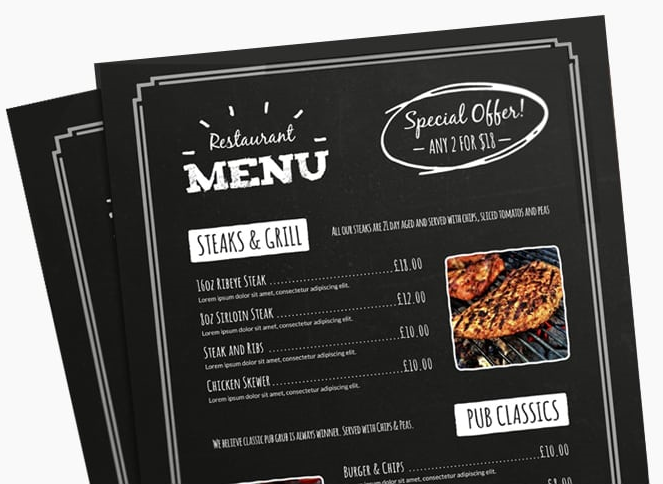 Restaurant
MENU
Special Offer!
– ANY 2 FOR $18 –
STEAKS & GRILL
ALL OUR STEAKS ARE 21 DAY AGED AND SERVED WITH CHIPS, SLICED TOMATOS AND PEAS
16OZ RIBEYE STEAK ........................ £18.00
Lorem ipsum dolor sit amet, consectetur adipiscing elit.
8OZ SIRLOIN STEAK ........................ £12.00
Lorem ipsum dolor sit amet, consectetur adipiscing elit.
STEAK AND RIBS ........................ £10.00
Lorem ipsum dolor sit amet, consectetur adipiscing elit.
CHICKEN SKEWER ........................ £10.00
Lorem ipsum dolor sit amet, consectetur adipiscing elit.
PUB CLASSICS
WE BELIEVE CLASSIC PUB GRUB IS ALWAYS WINNER. SERVED WITH CHIPS & PEAS.
BURGER & CHIPS ........................ £10.00